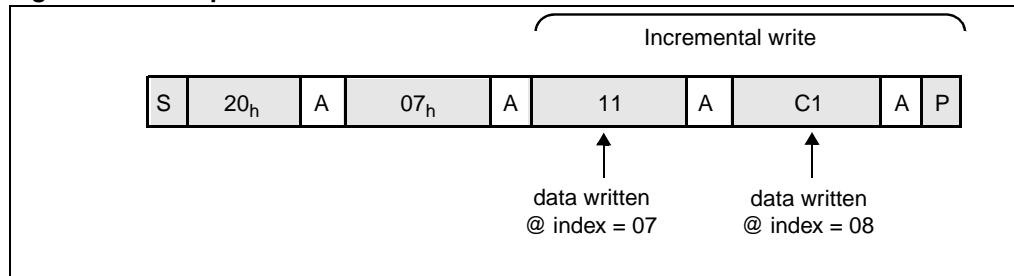 Incremental write
S 20h A 07h A 11 A C1 A P
data written
@ index = 07
data written
@ index = 08